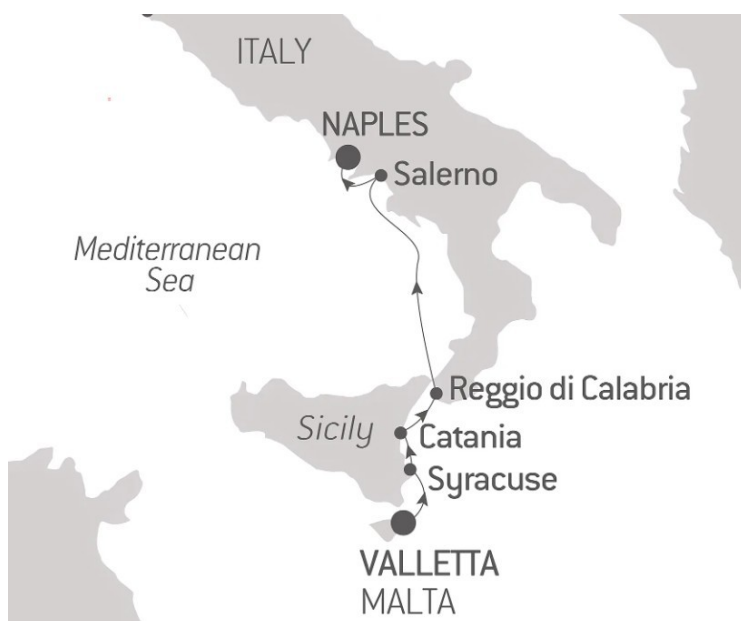 ITALY
NAPLES
Salerno
Mediterranean
Sea
Reggio di Calabria
Sicily
Catania
Syracuse
VALLETTA
MALTA